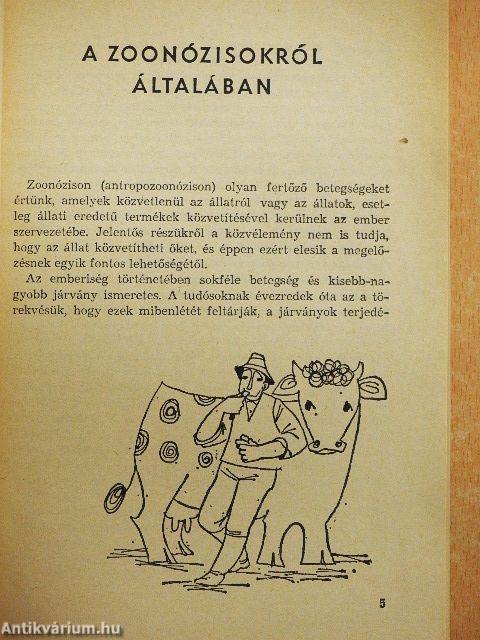 A ZOONÓZISOKRÓL
ÁLTALÁBAN
Zoonózison (antropozoonózison) olyan fertőző betegségeket
értünk, amelyek közvetlenül az állatról vagy az állatok, eset-
leg állati eredetű termékek közvetítésével kerülnek az ember
szervezetébe. Jelentős részükről a közvélemény nem is tudja,
hogy az állat közvetítheti őket, és éppen ezért elesik a megelő-
zésnek egyik fontos lehetőségétől.
Az emberiség történetében sokféle betegség és kisebb-na-
gyobb járvány ismeretes. A tudósoknak évezredek óta az a tö-
rekvésük, hogy ezek mibenlétét feltárják, a járványok terjedé-
5
Antikvárium.hu